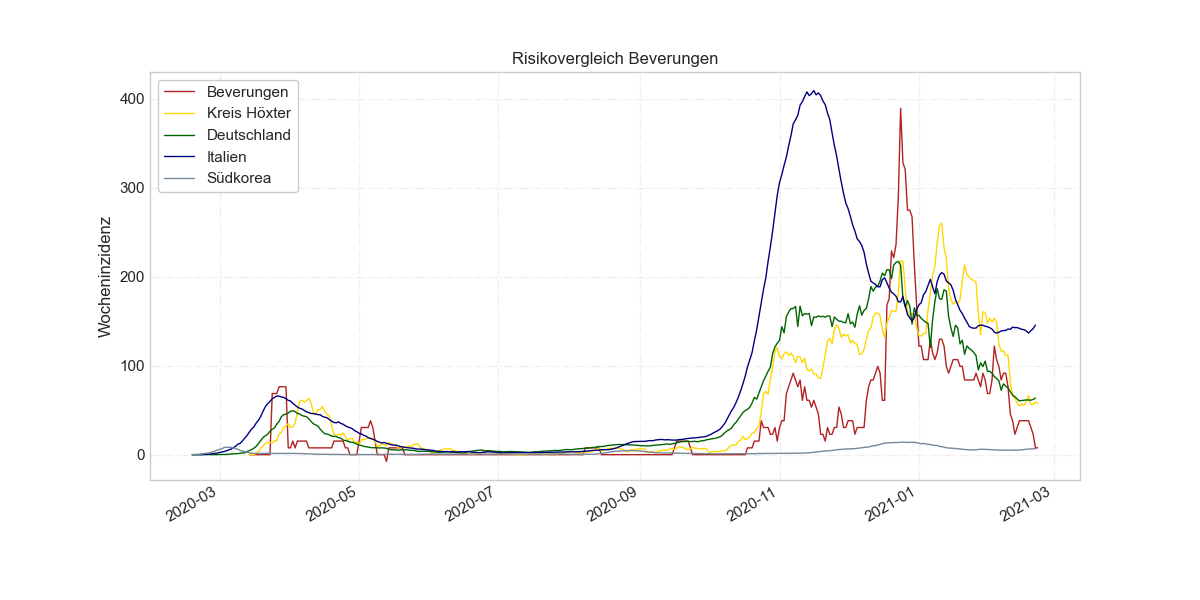 Risikovergleich Beverungen
Beverungen
Kreis Höxter
Deutschland
Italien
Südkorea
Wocheninzidenz
400
300
200
100
0
2020-03
2020-05
2020-07
2020-09
2020-11
2021-01
2021-03